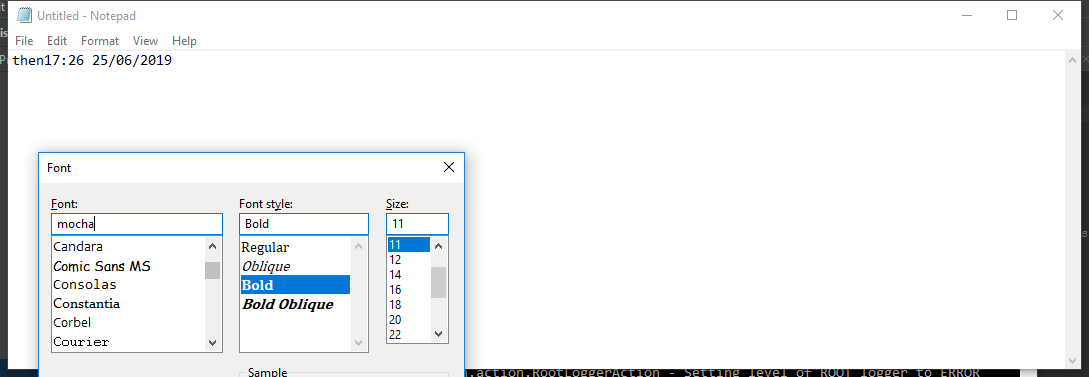 Untitled - Notepad
File Edit Format View Help
then17:26 25/06/2019
Font
Font: Font style: Size:
mocha Bold 11
Candara Regular 11
Comic Sans MS Oblique 12
Consolas Bold 14
Constantia Bold Oblique 16
Corbel 18
Courier 20
22
Sample
.action.RootLoggerAction - Setting level of ROOT logger to ERROR